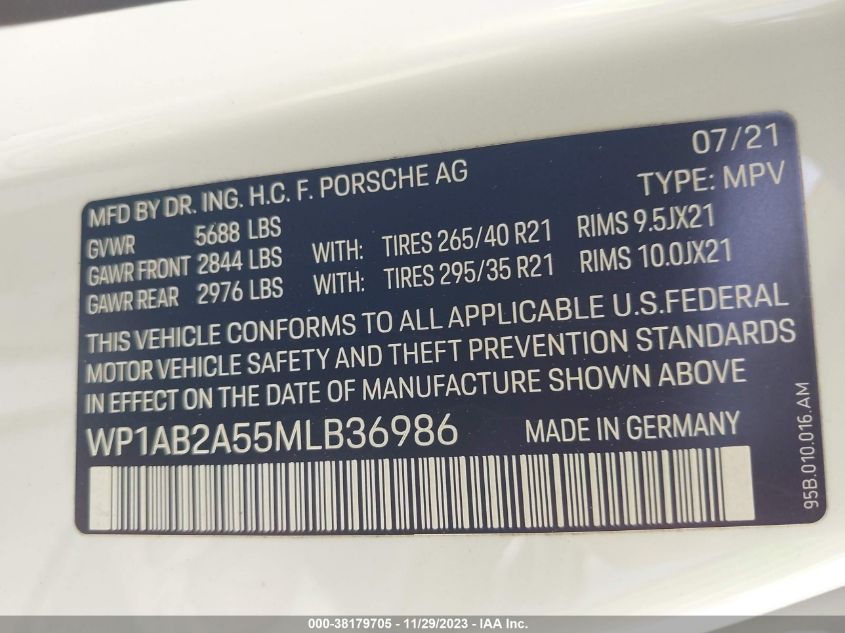 07/21
MFD BY DR. ING. H.C. F. PORSCHE AG TYPE: MPV
GVWR 5688 LBS
GAWR FRONT 2844 LBS WITH: TIRES 265/40 R21 RIMS 9.5JX21
GAWR REAR 2976 LBS WITH: TIRES 295/35 R21 RIMS 10.0JX21
THIS VEHICLE CONFORMS TO ALL APPLICABLE U.S.FEDERAL
MOTOR VEHICLE SAFETY AND THEFT PREVENTION STANDARDS
IN EFFECT ON THE DATE OF MANUFACTURE SHOWN ABOVE
WP1AB2A55MLB36986 MADE IN GERMANY
95B.010.016.AM
000-38179705 - 11/29/2023 - IAA Inc.